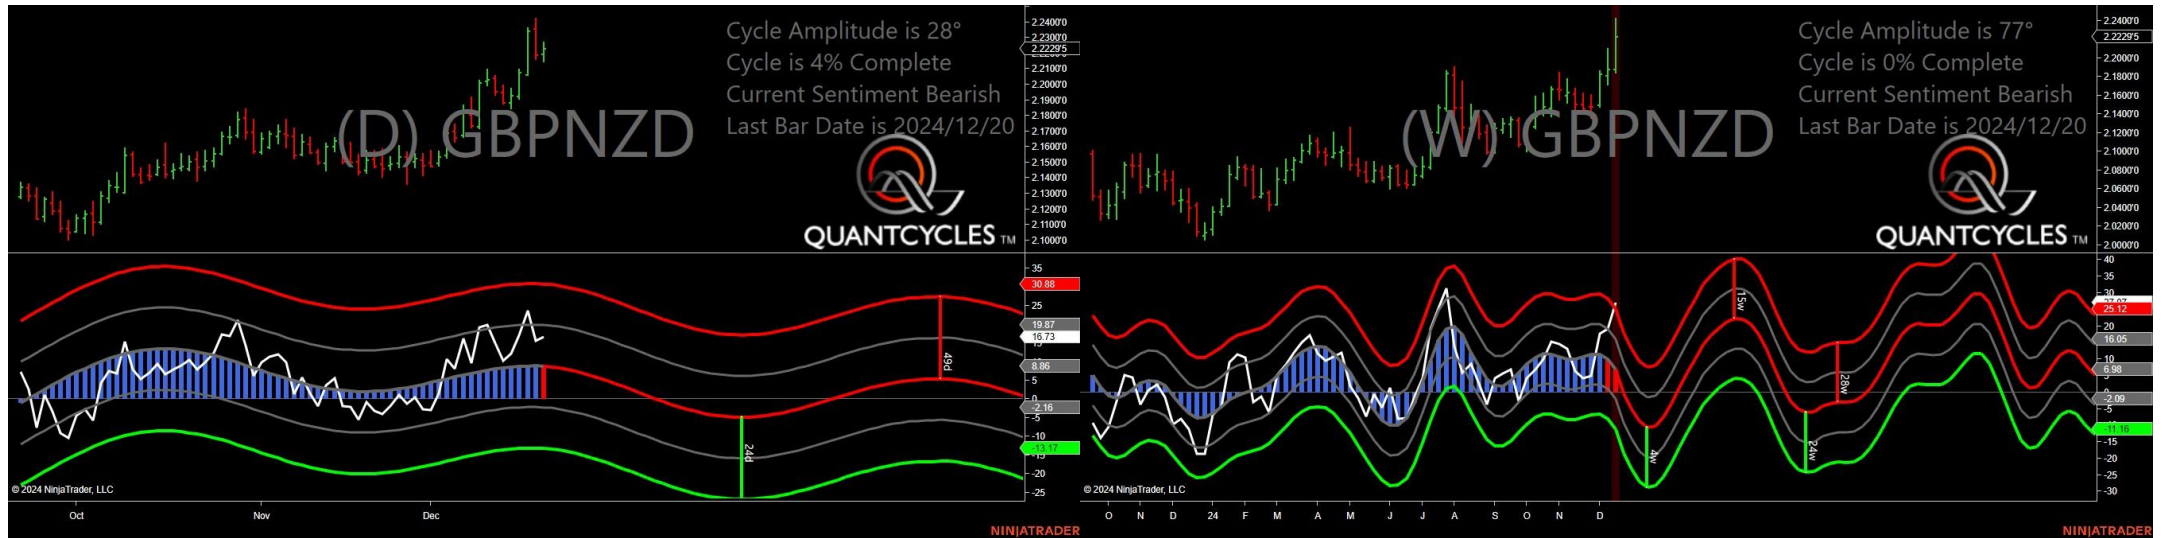 Cycle Amplitude is 28°
Cycle is 4% Complete
Current Sentiment Bearish
Last Bar Date is 2024/12/20
(D) GBPNZD
QUANTCYCLES TM
2.2400'0
2.2300'0
2.2229'5
2.2100'0
2.2000'0
2.1900'0
2.1800'0
2.1700'0
2.1600'0
2.1500'0
2.1400'0
2.1300'0
2.1200'0
2.1100'0
2.1000'0
35
30.88
25
19.87
16.73
8.86
5
0
-2.16
-5
-10
-13.17
-15
-20
-25
49d
24d
© 2024 NinjaTrader, LLC
Oct
Nov
Dec
NINJATRADER
Cycle Amplitude is 77°
Cycle is 0% Complete
Current Sentiment Bearish
Last Bar Date is 2024/12/20
(W) GBPNZD
QUANTCYCLES TM
2.2400'0
2.2229'5
2.2000'0
2.1800'0
2.1600'0
2.1400'0
2.1200'0
2.1000'0
2.0800'0
2.0600'0
2.0400'0
2.0200'0
2.0000'0
40
35
30
25.12
20
16.05
10
6.98
-2.09
-5
-11.16
-15
-20
-25
-30
15w
28w
4w
24w
© 2024 NinjaTrader, LLC
O N D 24 F M A M J J A S O N D
NINJATRADER